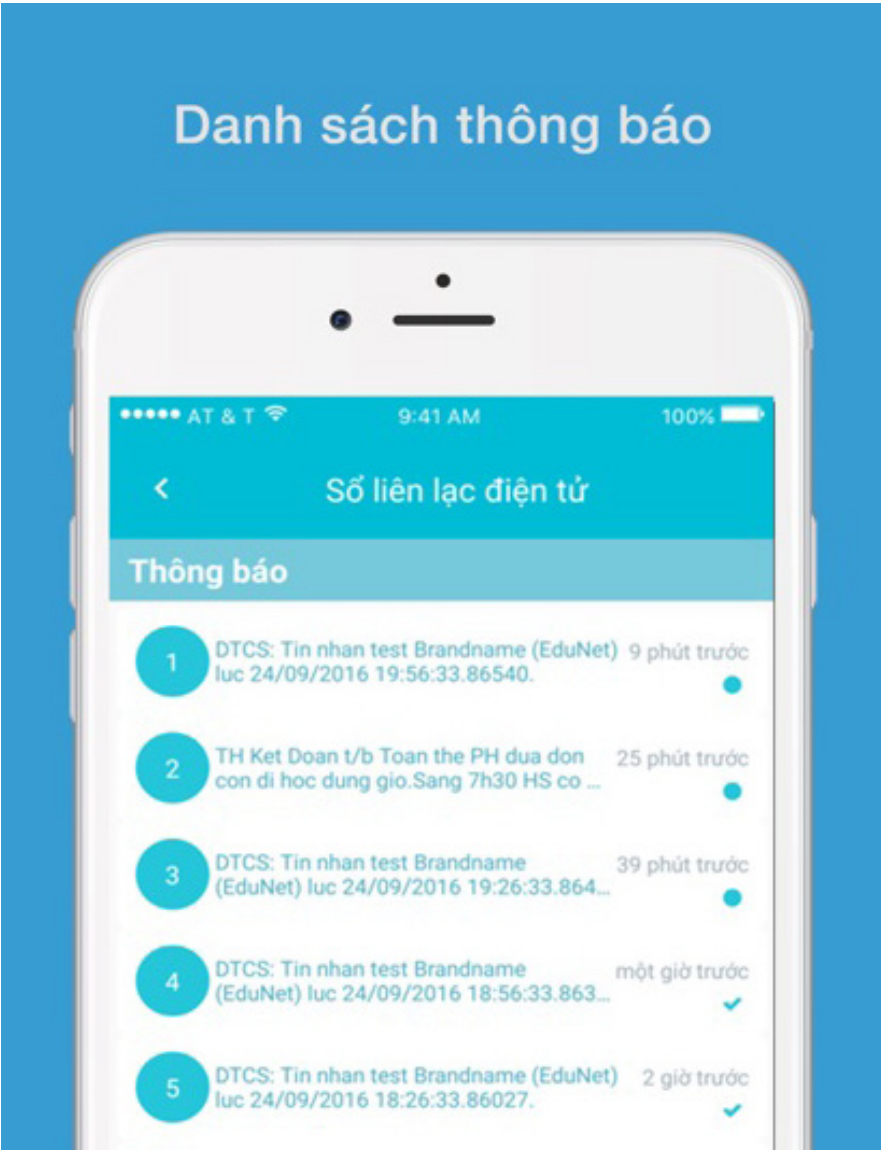 Danh sách thông báo
AT & T 9:41 AM 100%
Sổ liên lạc điện tử
Thông báo
1 DTCS: Tin nhan test Brandname (EduNet) 9 phút trước
luc 24/09/2016 19:56:33.86540.
2 TH Ket Doan t/b Toan the PH dua don 25 phút trước
con di hoc dung gio.Sang 7h30 HS co ...
3 DTCS: Tin nhan test Brandname 39 phút trước
(EduNet) luc 24/09/2016 19:26:33.864...
4 DTCS: Tin nhan test Brandname một giờ trước
(EduNet) luc 24/09/2016 18:56:33.863...
5 DTCS: Tin nhan test Brandname (EduNet) 2 giờ trước
luc 24/09/2016 18:26:33.86027.